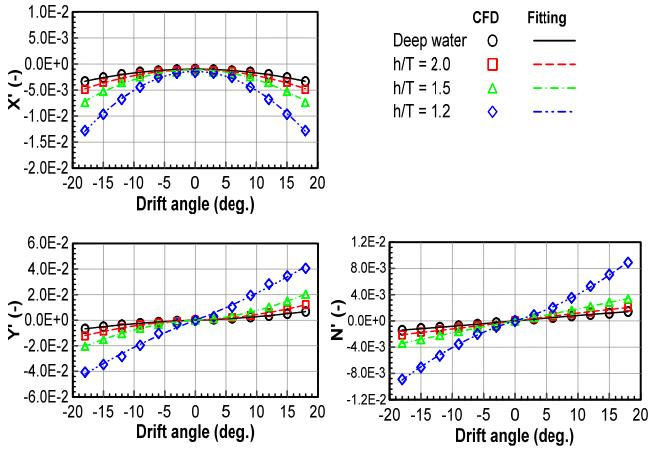 CFD Fitting
Deep water
h/T = 2.0
h/T = 1.5
h/T = 1.2
1.0E-2
5.0E-3
0.0E+0
-5.0E-3
-1.0E-2
-1.5E-2
-2.0E-2
X' (-)
-20 -15 -10 -5 0 5 10 15 20
Drift angle (deg.)
6.0E-2
4.0E-2
2.0E-2
0.0E+0
-2.0E-2
-4.0E-2
-6.0E-2
Y' (-)
-20 -15 -10 -5 0 5 10 15 20
Drift angle (deg.)
1.2E-2
8.0E-3
4.0E-3
0.0E+0
-4.0E-3
-8.0E-3
-1.2E-2
N' (-)
-20 -15 -10 -5 0 5 10 15 20
Drift angle (deg.)